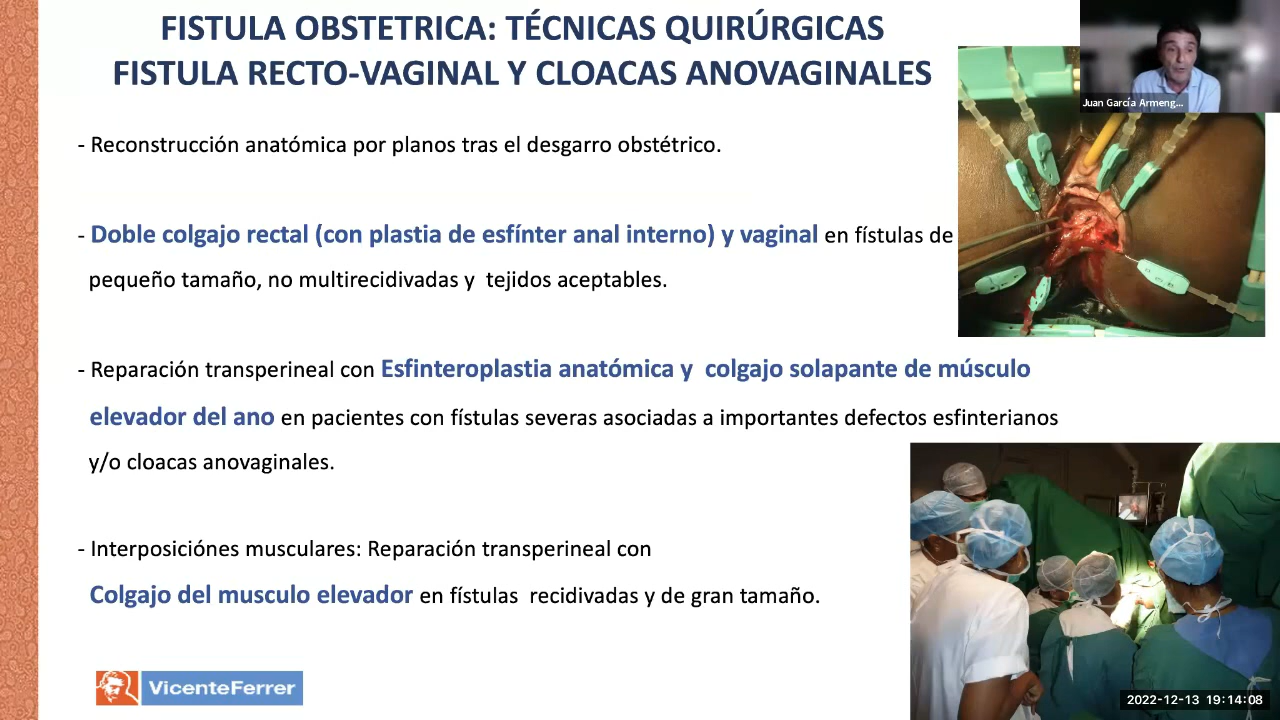 FISTULA OBSTETRICA: TÉCNICAS QUIRÚRGICAS
FISTULA RECTO-VAGINAL Y CLOACAS ANOVAGINALES
Juan García Armeng...
- Reconstrucción anatómica por planos tras el desgarro obstétrico.
- Doble colgajo rectal (con plastia de esfínter anal interno) y vaginal en fístulas de
pequeño tamaño, no multirecidivadas y tejidos aceptables.
- Reparación transperineal con Esfinteroplastia anatómica y colgajo solapante de músculo
elevador del ano en pacientes con fístulas severas asociadas a importantes defectos esfinterianos
y/o cloacas anovaginales.
- Interposiciónes musculares: Reparación transperineal con
Colgajo del musculo elevador en fístulas recidivadas y de gran tamaño.
VicenteFerrer
2022-12-13 19:14:08